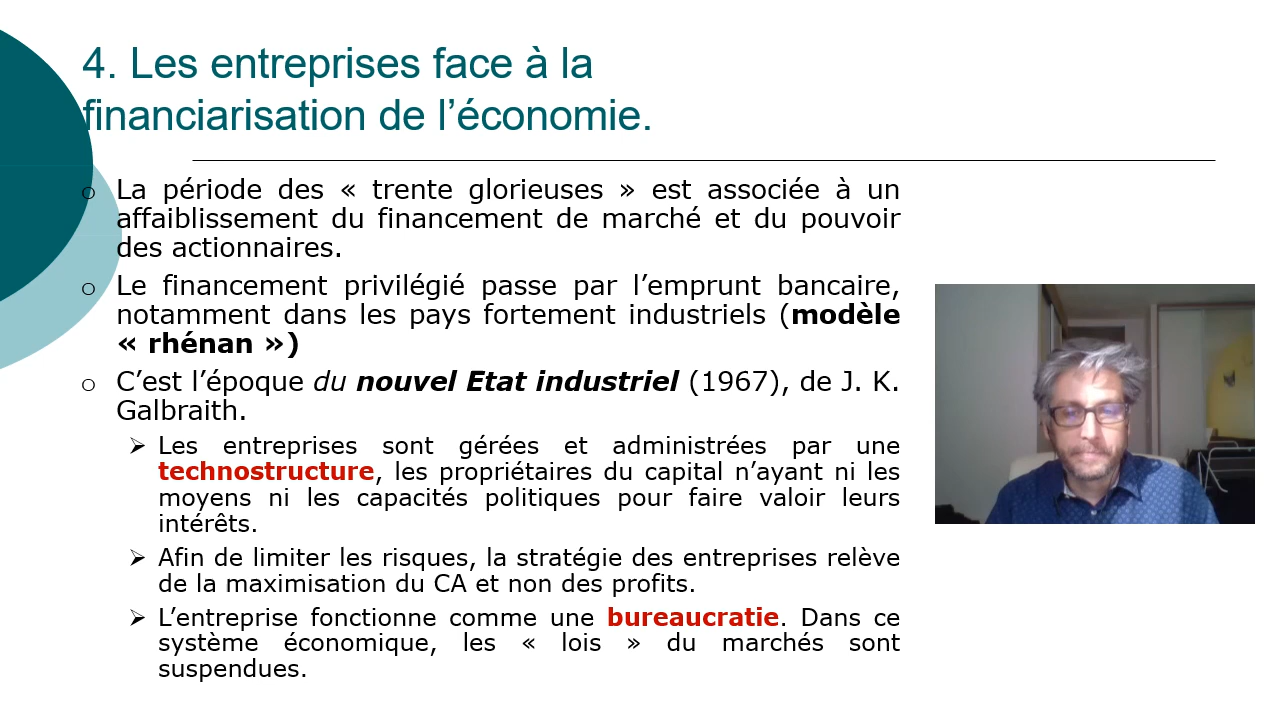 4. Les entreprises face à la
financiarisation de l’économie.
o La période des « trente glorieuses » est associée à un
affaiblissement du financement de marché et du pouvoir
des actionnaires.
o Le financement privilégié passe par l’emprunt bancaire,
notamment dans les pays fortement industriels (modèle
« rhénan »)
o C’est l’époque du nouvel Etat industriel (1967), de J. K.
Galbraith.
➢ Les entreprises sont gérées et administrées par une
technostructure, les propriétaires du capital n’ayant ni les
moyens ni les capacités politiques pour faire valoir leurs
intérêts.
➢ Afin de limiter les risques, la stratégie des entreprises relève
de la maximisation du CA et non des profits.
➢ L’entreprise fonctionne comme une bureaucratie. Dans ce
système économique, les « lois » du marchés sont
suspendues.